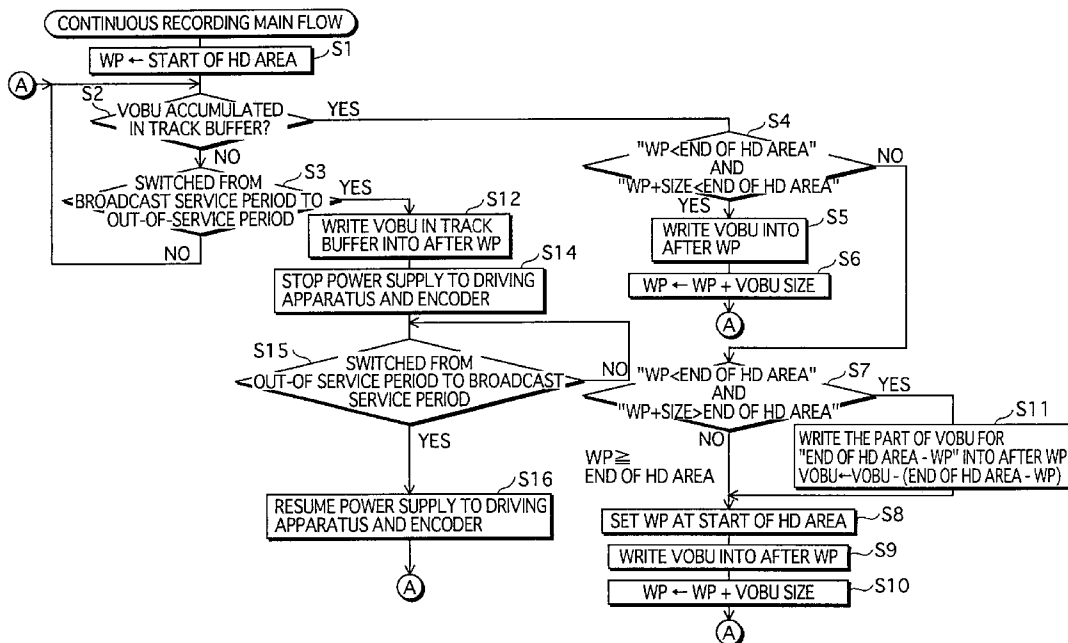 CONTINUOUS RECORDING MAIN FLOW
S1
WP ← START OF HD AREA
A
S2
VOBU ACCUMULATED
IN TRACK BUFFER?
YES
NO
S3
SWITCHED FROM
BROADCAST SERVICE PERIOD TO
OUT-OF-SERVICE PERIOD
YES
NO
S12
WRITE VOBU IN TRACK
BUFFER INTO AFTER WP
S14
STOP POWER SUPPLY TO DRIVING
APPARATUS AND ENCODER
S15
SWITCHED FROM
OUT-OF SERVICE PERIOD TO BROADCAST
SERVICE PERIOD
NO
YES
S16
RESUME POWER SUPPLY TO DRIVING
APPARATUS AND ENCODER
A
S4
"WP<END OF HD AREA"
AND
"WP+SIZE<END OF HD AREA"
NO
YES
S5
WRITE VOBU INTO
AFTER WP
S6
WP ← WP + VOBU SIZE
A
S7
"WP<END OF HD AREA"
AND
"WP+SIZE>END OF HD AREA"
YES
NO
WP≧
END OF HD AREA
S11
WRITE THE PART OF VOBU FOR
"END OF HD AREA - WP" INTO AFTER WP
VOBU←VOBU - (END OF HD AREA - WP)
S8
SET WP AT START OF HD AREA
S9
WRITE VOBU INTO AFTER WP
S10
WP ← WP + VOBU SIZE
A